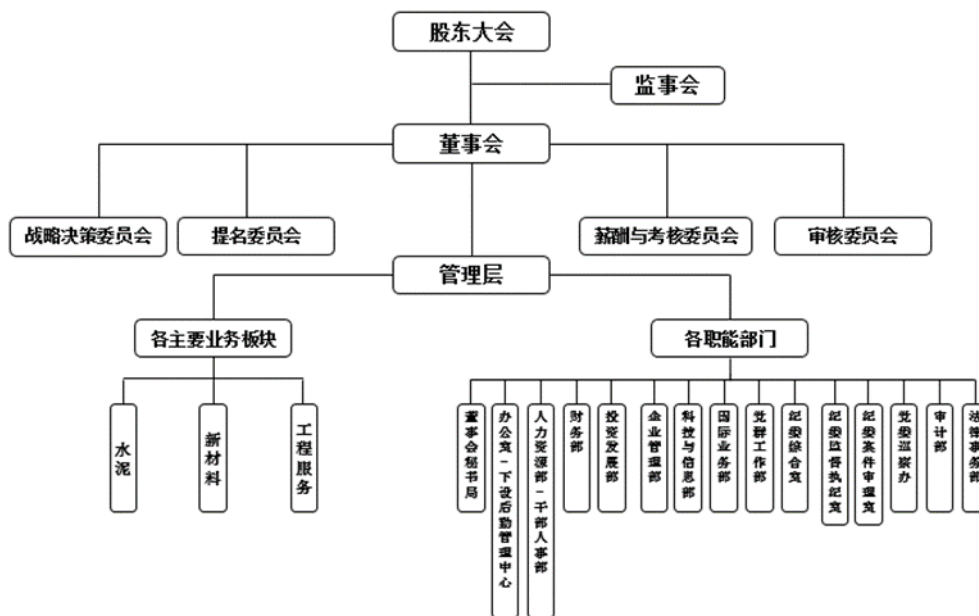 股东大会
监事会
董事会
战略决策委员会
提名委员会
薪酬与考核委员会
审核委员会
管理层
各主要业务板块
各职能部门
水泥
新材料
工程服务
董事会秘书局
办公室-下设后勤管理中心
人力资源部-干部人事部
财务部
投资发展部
企业管理部
科技与信息部
国际业务部
党群工作部
纪委综合室
纪委监督执纪室
纪委案件审理室
党委巡察办
审计部
法律事务部